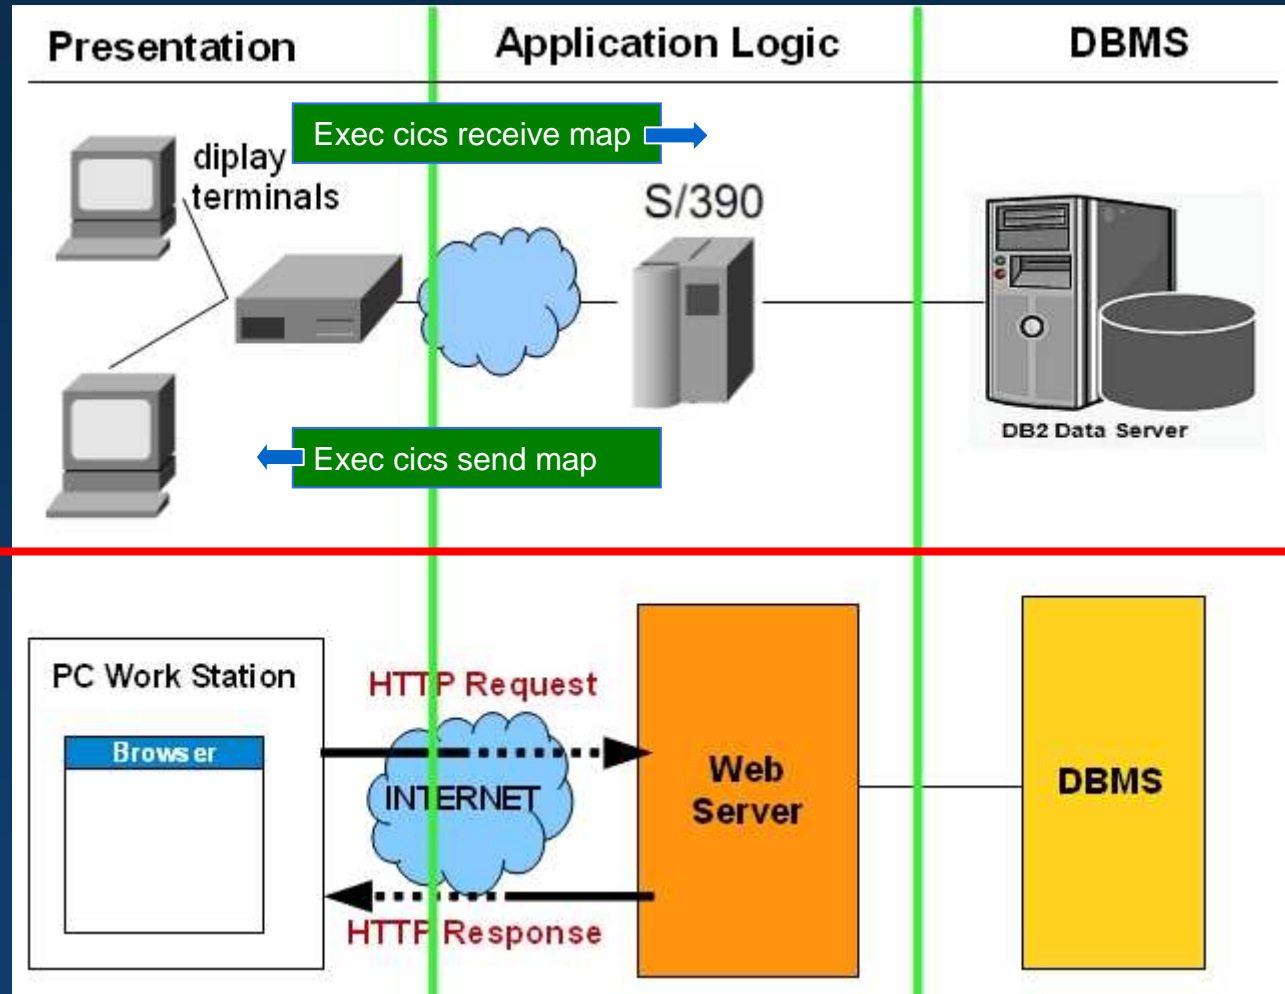 Presentation
Application Logic
DBMS
Exec cics receive map
diplay
terminals
S/390
DB2 Data Server
Exec cics send map
PC Work Station
HTTP Request
Browser
INTERNET
Web
Server
DBMS
HTTP Response